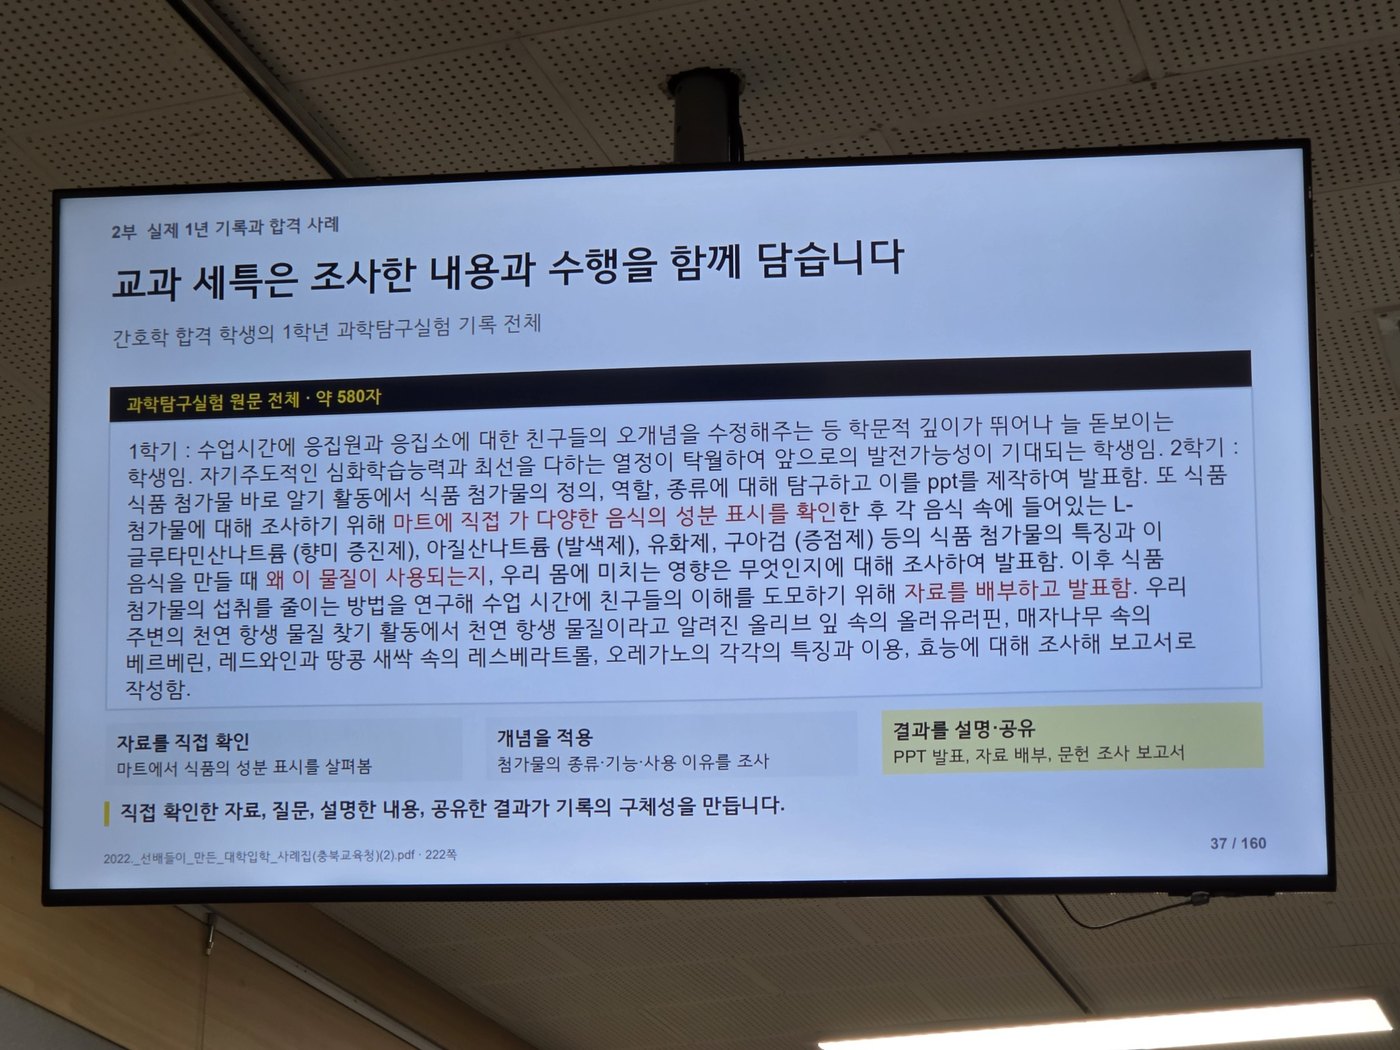 2부 실제 1년 기록과 합격 사례
교과 세특은 조사한 내용과 수행을 함께 담습니다
간호학 합격 학생의 1학년 과학탐구실험 기록 전체
과학탐구실험 원문 전체 · 약 580자
1학기 : 수업시간에 응집원과 응집소에 대한 친구들의 오개념을 수정해주는 등 학문적 깊이가 뛰어나 늘 돋보이는
학생임. 자기주도적인 심화학습능력과 최선을 다하는 열정이 탁월하여 앞으로의 발전가능성이 기대되는 학생임. 2학기 :
식품 첨가물 바로 알기 활동에서 식품 첨가물의 정의, 역할, 종류에 대해 탐구하고 이를 ppt를 제작하여 발표함. 또 식품
첨가물에 대해 조사하기 위해 마트에 직접 가 다양한 음식의 성분 표시를 확인한 후 각 음식 속에 들어있는 L-
글루타민산나트륨 (향미 증진제), 아질산나트륨 (발색제), 유화제, 구아검 (증점제) 등의 식품 첨가물의 특징과 이
음식을 만들 때 왜 이 물질이 사용되는지, 우리 몸에 미치는 영향은 무엇인지에 대해 조사하여 발표함. 이후 식품
첨가물의 섭취를 줄이는 방법을 연구해 수업 시간에 친구들의 이해를 도모하기 위해 자료를 배부하고 발표함. 우리
주변의 천연 항생 물질 찾기 활동에서 천연 항생 물질이라고 알려진 올리브 잎 속의 올러유러핀, 매자나무 속의
베르베린, 레드와인과 땅콩 새싹 속의 레스베라트롤, 오레가노의 각각의 특징과 이용, 효능에 대해 조사해 보고서로
작성함.
자료를 직접 확인
마트에서 식품의 성분 표시를 살펴봄
개념을 적용
첨가물의 종류·기능·사용 이유를 조사
결과를 설명·공유
PPT 발표, 자료 배부, 문헌 조사 보고서
직접 확인한 자료, 질문, 설명한 내용, 공유한 결과가 기록의 구체성을 만듭니다.
2022._선배들이_만든_대학입학_사례집(충북교육청)(2).pdf · 222쪽
37 / 160